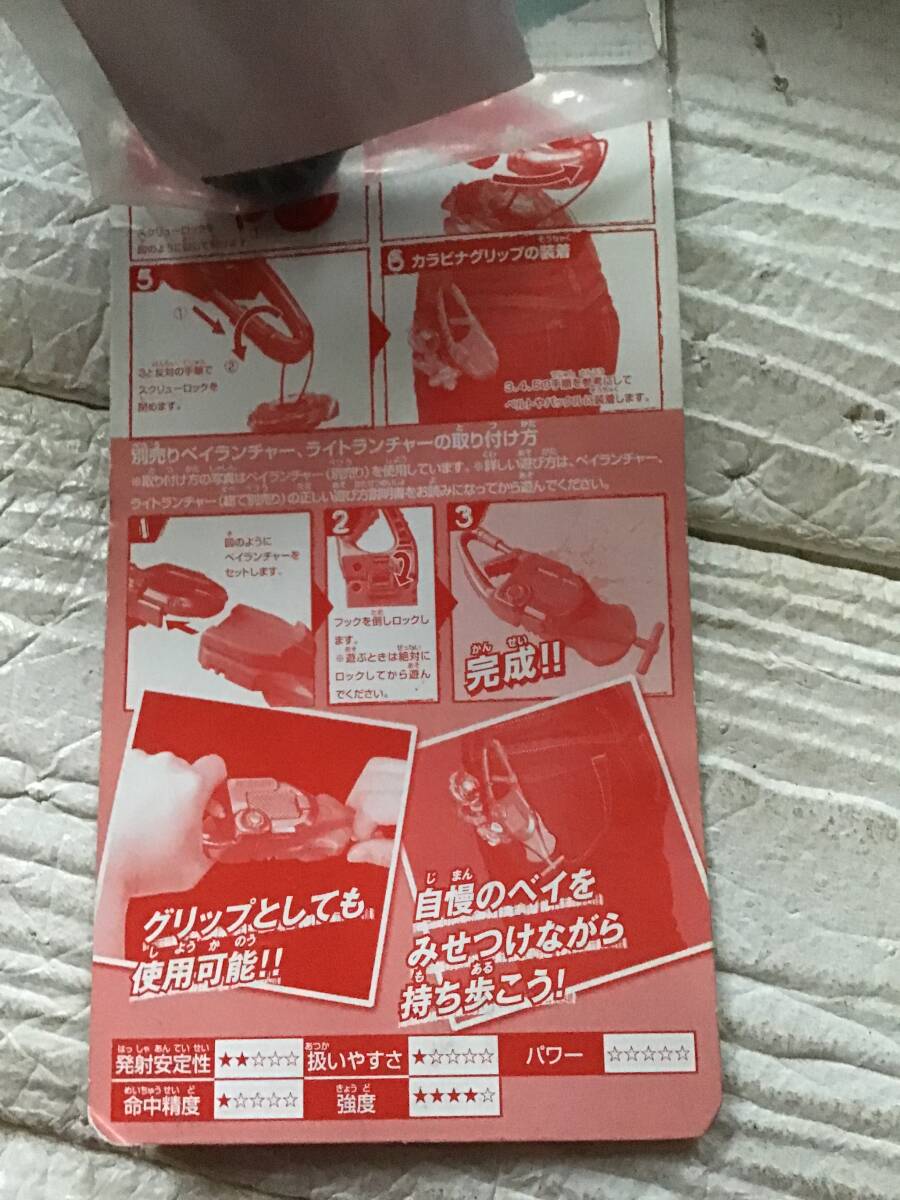 スクリューロックを
図のように
5
①
②
3と反対の手順で
スクリューロックを
閉めます。
6 カラビナグリップの装着
3、4、5の手順を参考にして
ベルトやバックルに装着します。
別売りベイランチャー、ライトランチャーの取り付け方
※取り付け方の写真はベイランチャー(別売り)を使用しています。※詳しい遊び方は、ベイランチャー、
ライトランチャー(総て別売り)の正しい遊び方説明書をお読みになってから遊んでください。
1
図のように
ベイランチャーを
セットします。
2
フックを倒しロックし
ます。
※遊ぶときは絶対に
ロックしてから遊ん
でください。
3
完成!!
グリップとしても
使用可能!!
自慢のベイを
みせつけながら
持ち歩こう!
発射安定性 ★★☆☆☆ 扱いやすさ ★☆☆☆☆ パワー ☆☆☆☆☆
命中精度 ★☆☆☆☆ 強度 ★★★★☆